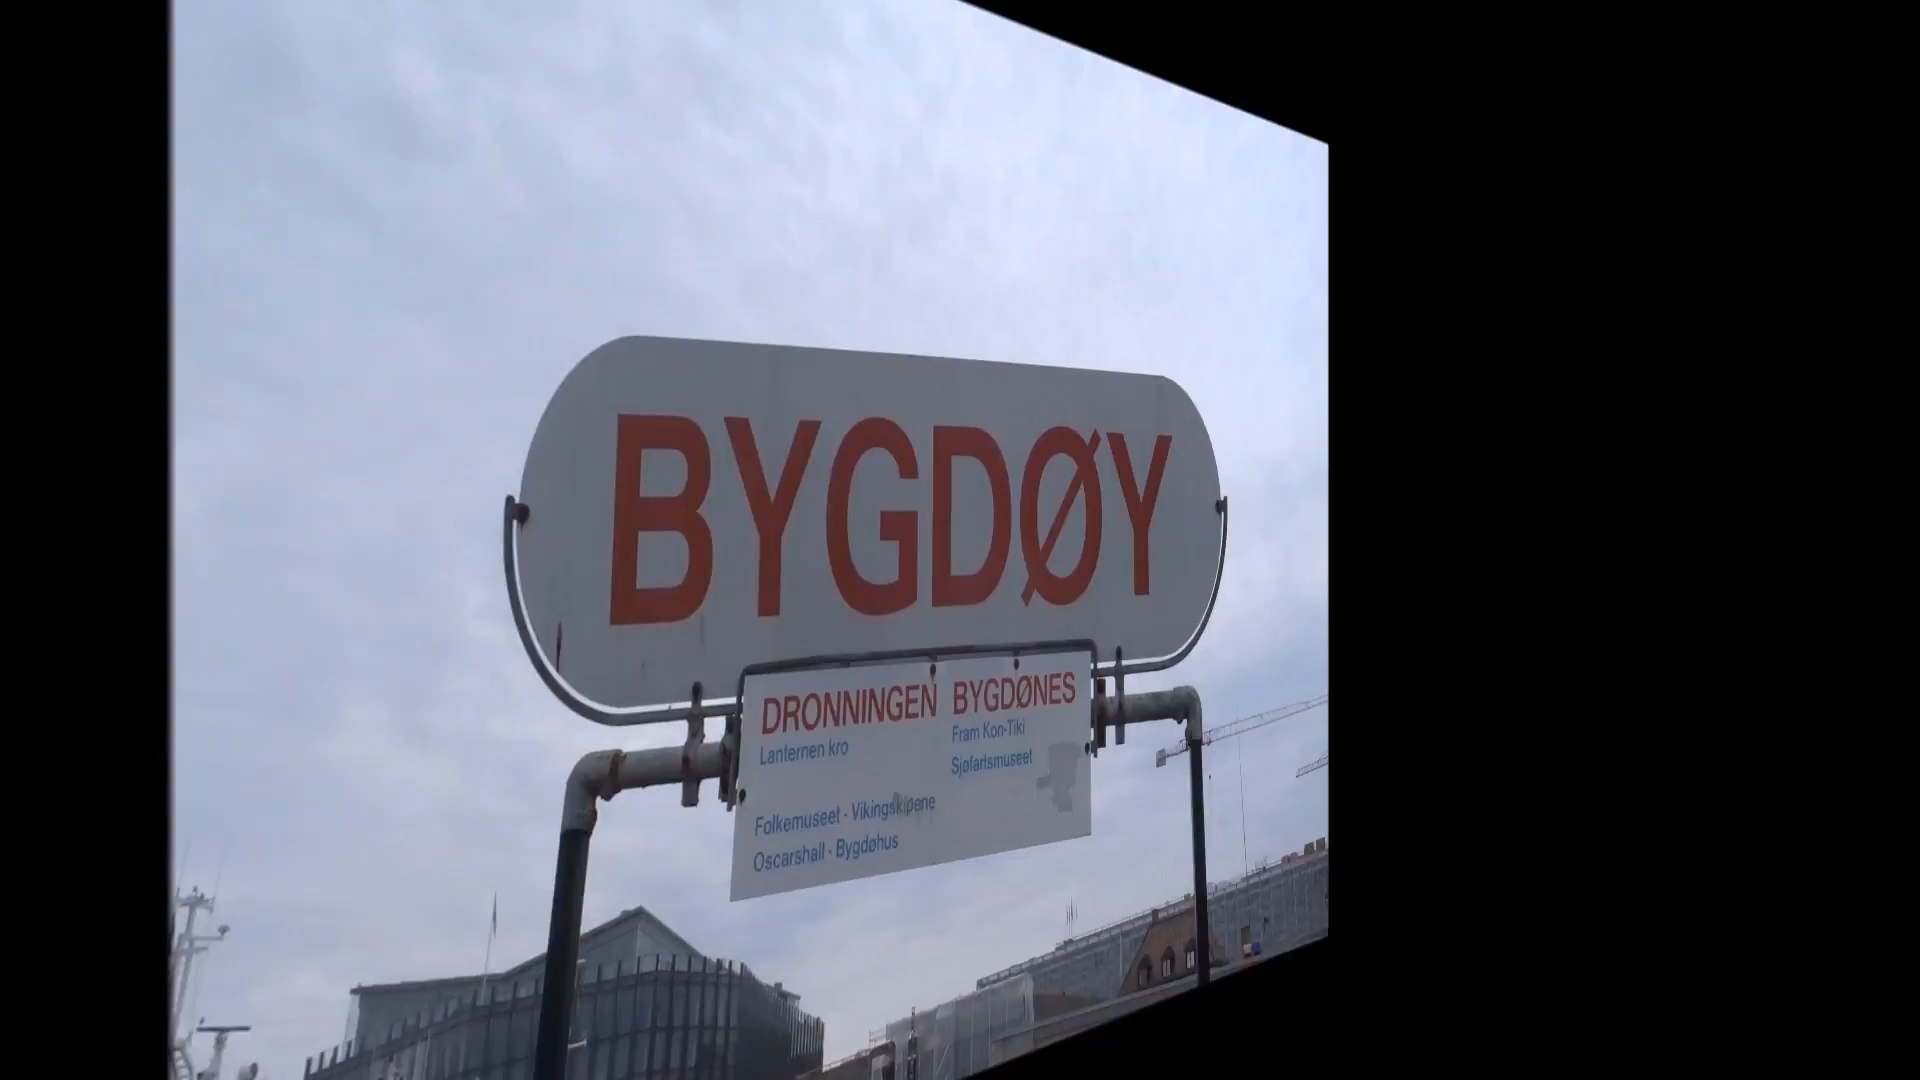 BYGDØY
DRONNINGEN
Lanternen kro
Folkemuseet - Vikingskipene
Oscarshall - Bygdøhus
BYGDØNES
Fram Kon-Tiki
Sjøfartsmuseet